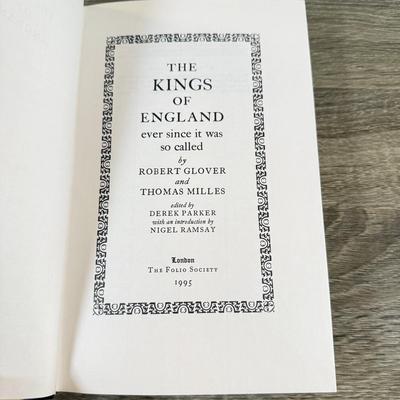 THE
KINGS
OF
ENGLAND
ever since it was
so called
by
ROBERT GLOVER
and
THOMAS MILLES
edited by
DEREK PARKER
with an introduction by
NIGEL RAMSAY
London
THE FOLIO SOCIETY
1995